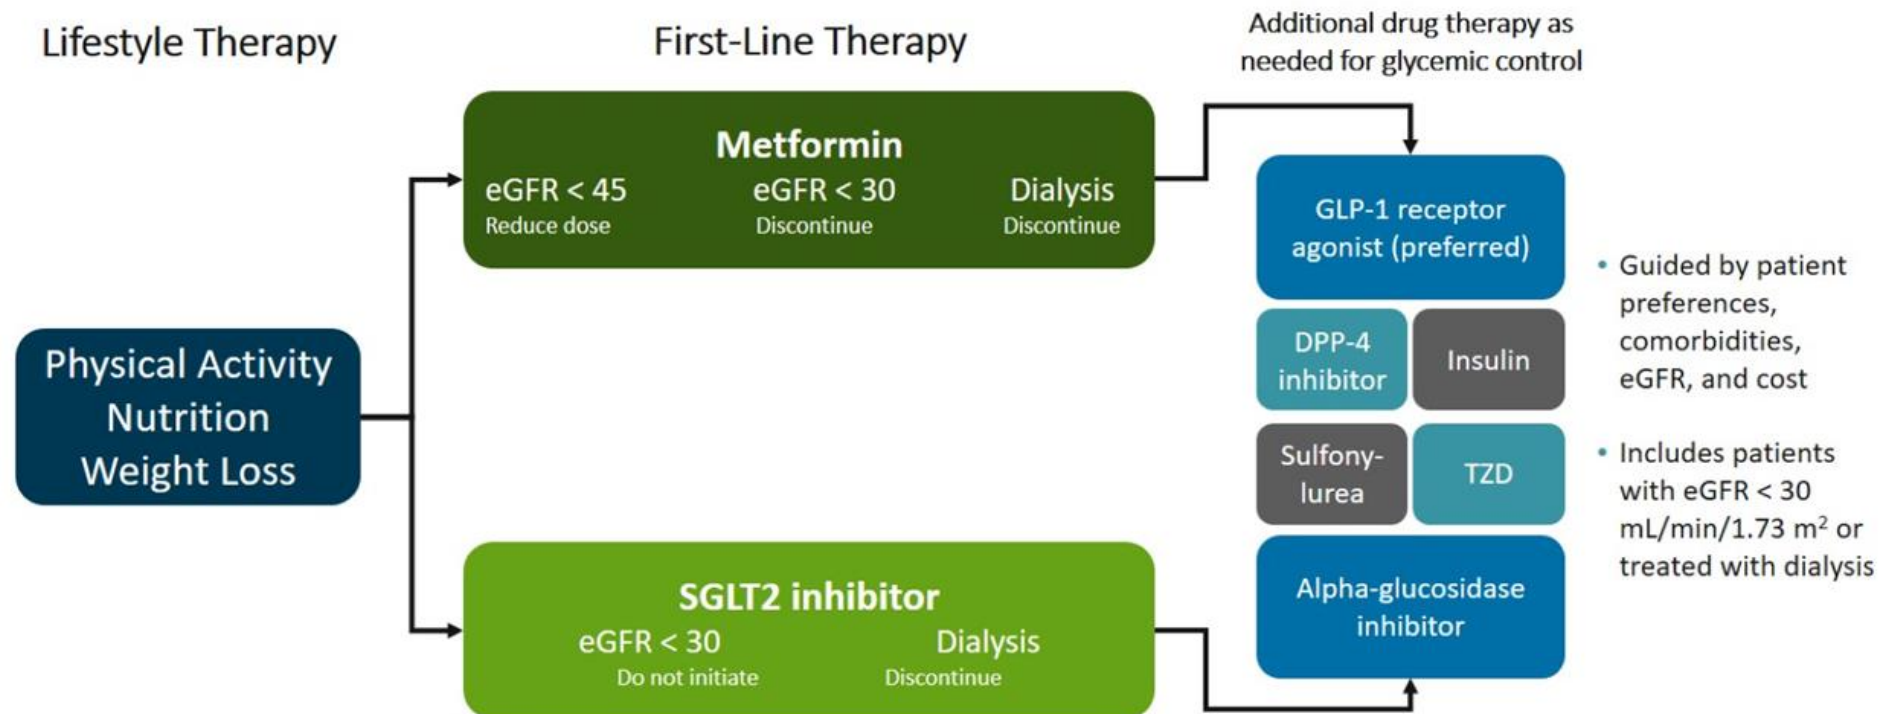 Lifestyle Therapy
First-Line Therapy
Additional drug therapy as
needed for glycemic control
Physical Activity
Nutrition
Weight Loss
Metformin
eGFR < 45
Reduce dose
eGFR < 30
Discontinue
Dialysis
Discontinue
SGLT2 inhibitor
eGFR < 30
Do not initiate
Dialysis
Discontinue
GLP-1 receptor
agonist (preferred)
DPP-4
inhibitor
Insulin
Sulfony-
lurea
TZD
Alpha-glucosidase
inhibitor
• Guided by patient
preferences,
comorbidities,
eGFR, and cost
• Includes patients
with eGFR < 30
mL/min/1.73 m² or
treated with dialysis